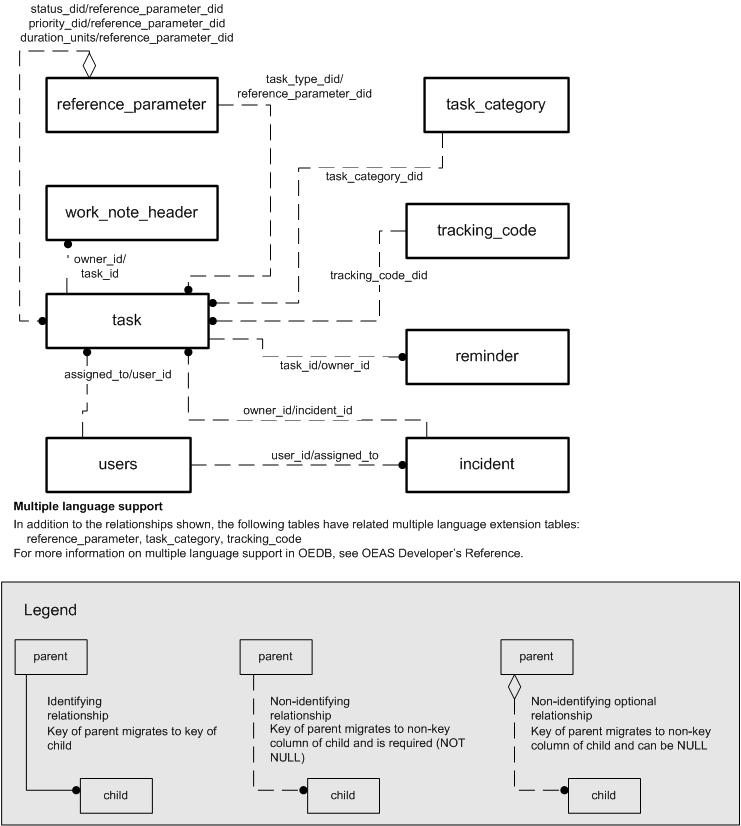 status_did/reference_parameter_did
priority_did/reference_parameter_did
duration_units/reference_parameter_did
reference_parameter
task_type_did/
reference_parameter_did
task_category
task_category_did
work_note_header
tracking_code
owner_id/
task_id
tracking_code_did
task
reminder
task_id/owner_id
assigned_to/user_id
owner_id/incident_id
users
user_id/assigned_to
incident
Multiple language support
In addition to the relationships shown, the following tables have related multiple language extension tables:
reference_parameter, task_category, tracking_code
For more information on multiple language support in OEDB, see OEAS Developer's Reference.
Legend
parent
Identifying
relationship
Key of parent migrates to key of
child
child
parent
Non-identifying
relationship
Key of parent migrates to non-key
column of child and is required (NOT
NULL)
child
parent
Non-identifying optional
relationship
Key of parent migrates to non-key
column of child and can be NULL
child